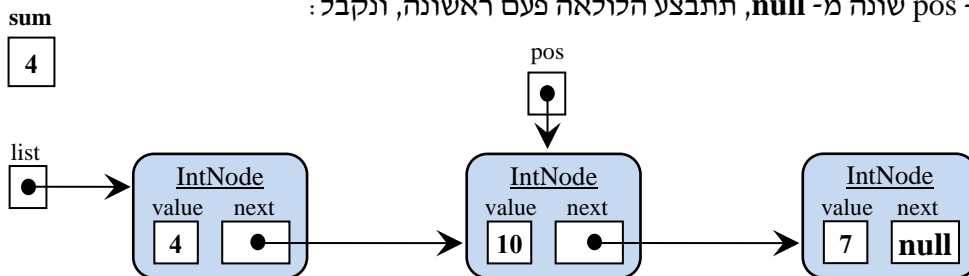 - pos שונה מ- null, תתבצע הלולאה פעם ראשונה, ונקבל:
sum
4
pos
list
IntNode
value next
4
IntNode
value next
10
IntNode
value next
7 null